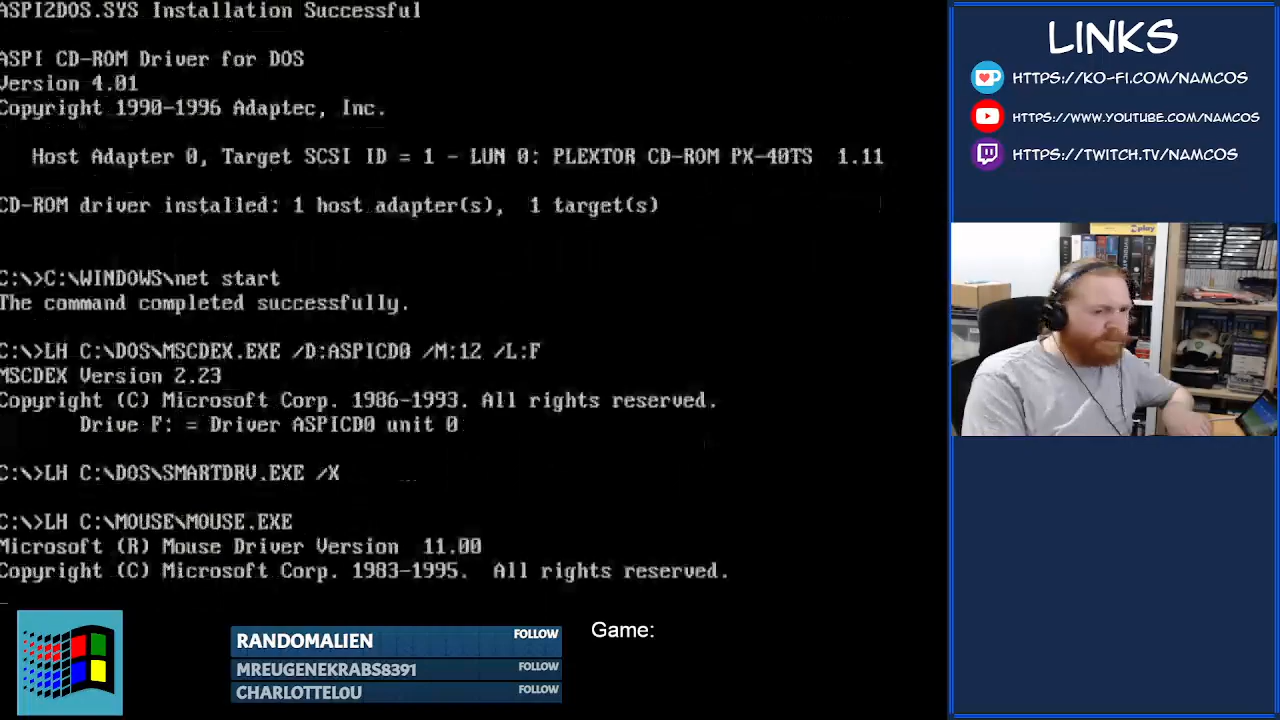 ASPI2DOS.SYS Installation Successful
ASPI CD-ROM Driver for DOS
Version 4.01
Copyright 1990-1996 Adaptec, Inc.
Host Adapter 0, Target SCSI ID = 1 - LUN 0: PLEXTOR CD-ROM PX-40TS 1.11
CD-ROM driver installed: 1 host adapter(s), 1 target(s)
C:\>C:\WINDOWS\net start
The command completed successfully.
C:\>LH C:\DOS\MSCDEX.EXE /D:ASPICD0 /M:12 /L:F
MSCDEX Version 2.23
Copyright (C) Microsoft Corp. 1986-1993. All rights reserved.
Drive F: = Driver ASPICD0 unit 0
C:\>LH C:\DOS\SMARTDRV.EXE /X
C:\>LH C:\MOUSE\MOUSE.EXE
Microsoft (R) Mouse Driver Version 11.00
Copyright (C) Microsoft Corp. 1983-1995. All rights reserved.
LINKS
HTTPS://KO-FI.COM/NAMCOS
HTTPS://WWW.YOUTUBE.COM/NAMCOS
HTTPS://TWITCH.TV/NAMCOS
play
RANDOMALIEN FOLLOW
MREUGENEKRABS8391 FOLLOW
CHARLOTTEL0U FOLLOW
Game: